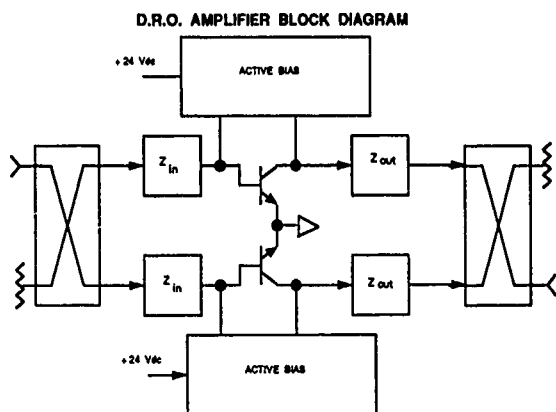 D.R.O. AMPLIFIER BLOCK DIAGRAM
+24 Vdc
ACTIVE BIAS
Z in
Z out
Z in
Z out
+24 Vdc
ACTIVE BIAS